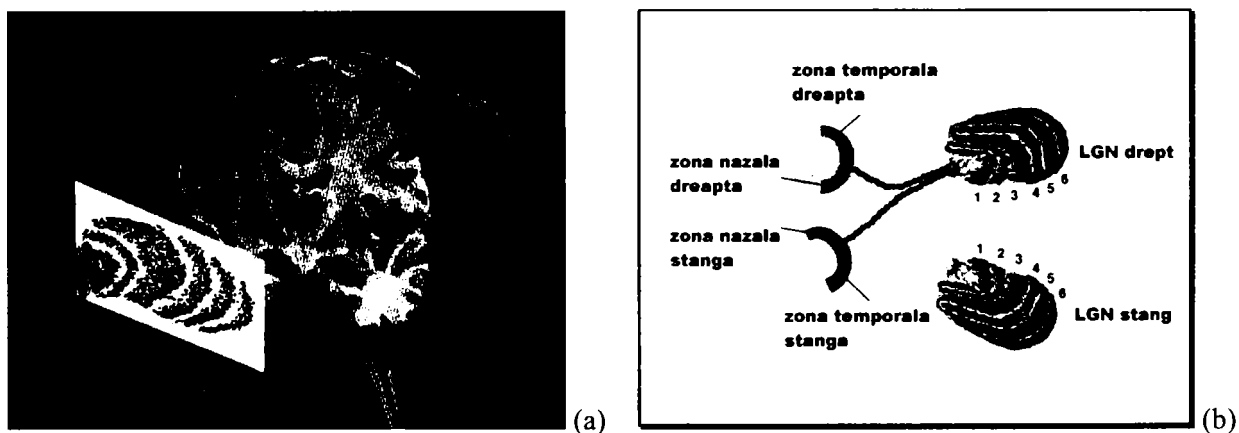 zona temporala
dreapta
zona nazala
dreapta
LGN drept
1 2 3 4 5 6
zona nazala
stanga
1 2 3 4 5 6
zona temporala
stanga
LGN stang
(a)
(b)